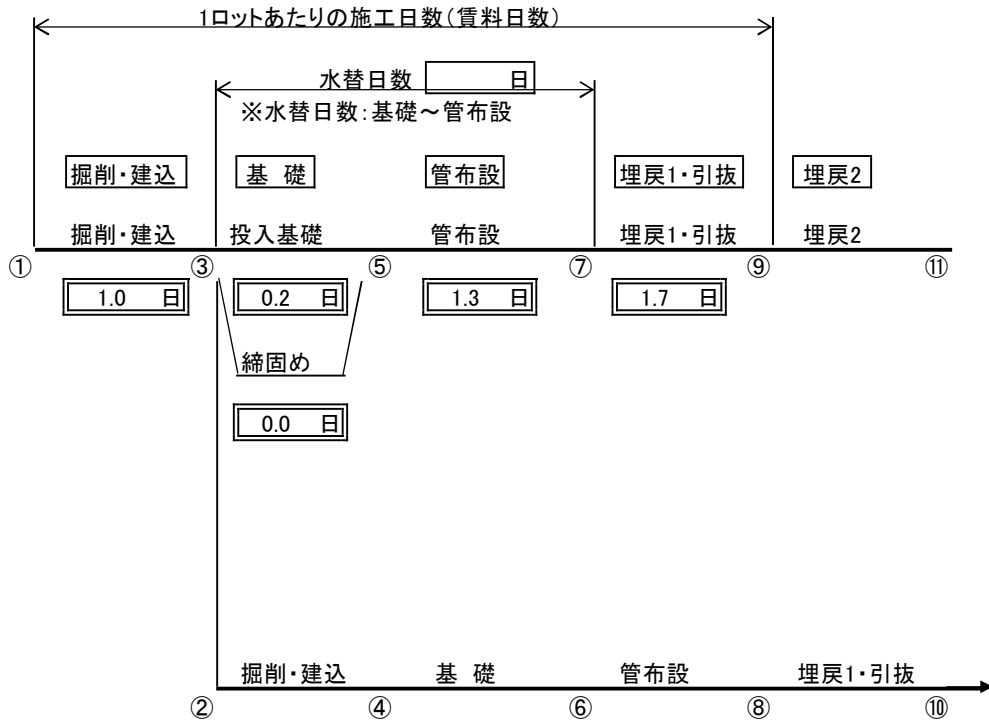 1ロットあたりの施工日数(賃料日数)
水替日数 日
※水替日数:基礎~管布設
掘削・建込 基 礎 管布設 埋戻1・引抜 埋戻2
掘削・建込 投入基礎 管布設 埋戻1・引抜 埋戻2
① ③ ⑤ ⑦ ⑨ ⑪
1.0 日 0.2 日 1.3 日 1.7 日
締固め
0.0 日
掘削・建込 基 礎 管布設 埋戻1・引抜
② ④ ⑥ ⑧ ⑩